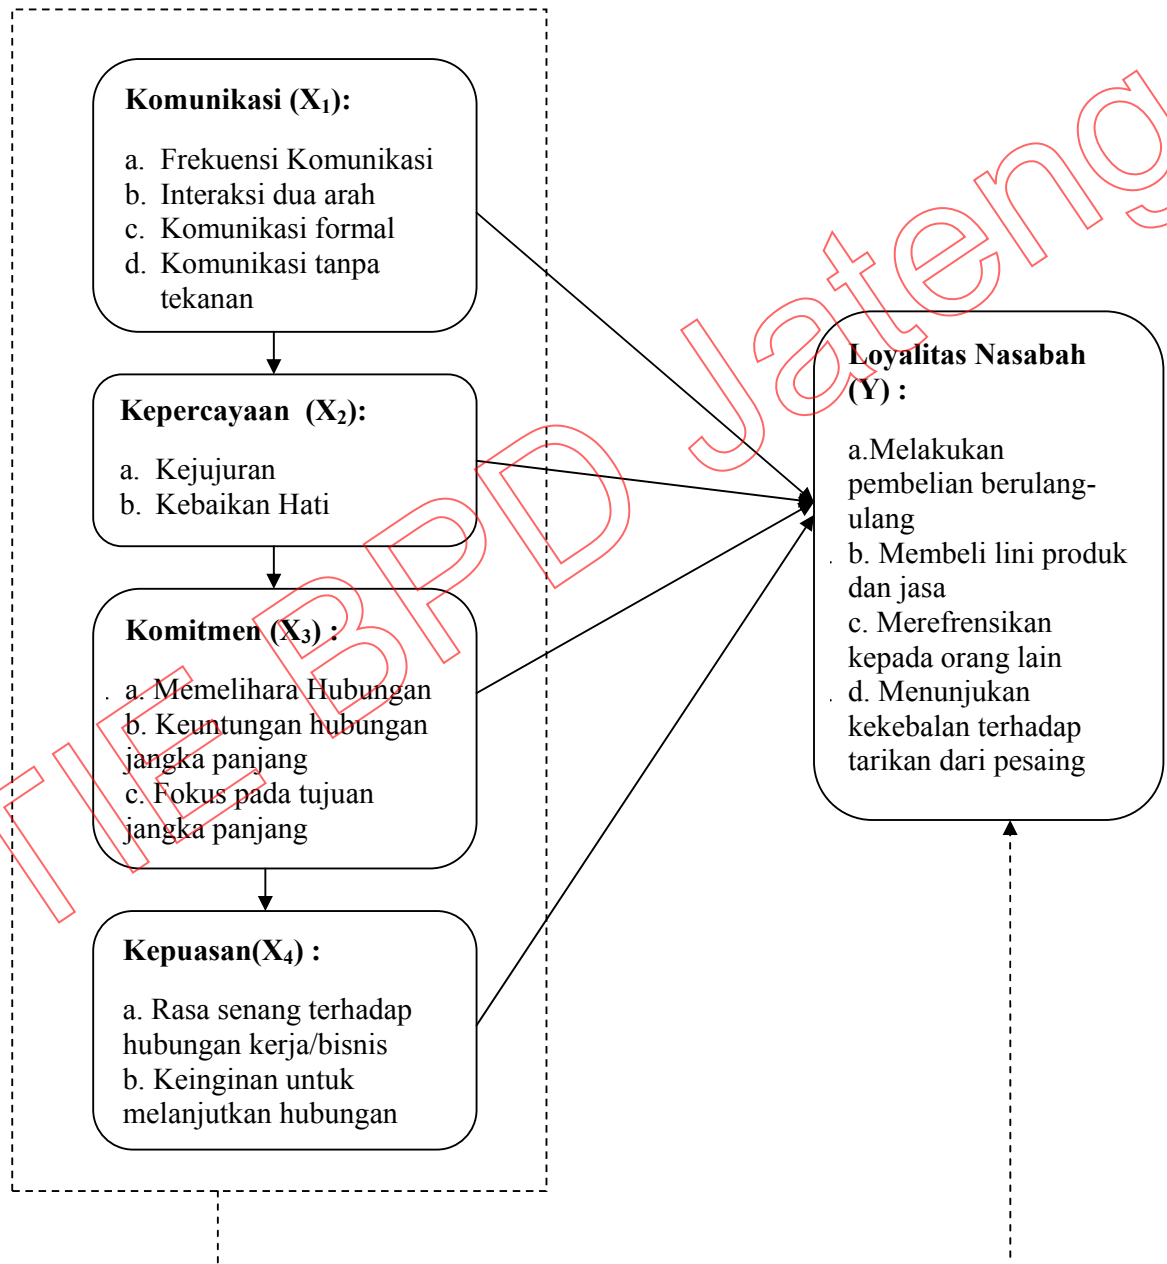 Komunikasi (X₁):
a. Frekuensi Komunikasi
b. Interaksi dua arah
c. Komunikasi formal
d. Komunikasi tanpa
tekanan
Kepercayaan (X₂):
a. Kejujuran
b. Kebaikan Hati
Komitmen (X₃) :
. a. Memelihara Hubungan
b. Keuntungan hubungan
jangka panjang
c. Fokus pada tujuan
jangka panjang
Kepuasan(X₄) :
a. Rasa senang terhadap
hubungan kerja/bisnis
b. Keinginan untuk
melanjutkan hubungan
Loyalitas Nasabah
(Y) :
a.Melakukan
pembelian berulang-
ulang
. b. Membeli lini produk
dan jasa
c. Merefrensikan
kepada orang lain
. d. Menunjukan
kekebalan terhadap
tarikan dari pesaing
TIE BPD Jateng